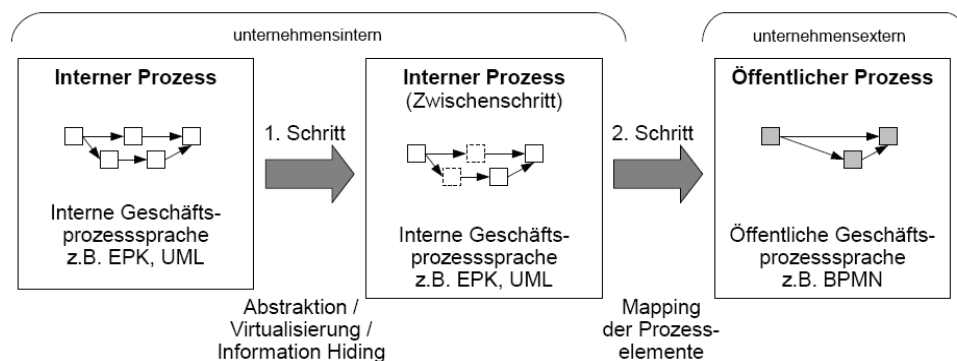 unternehmensintern
unternehmensextern
Interner Prozess
Interne Geschäfts-
prozesssprache
z.B. EPK, UML
1. Schritt
Abstraktion /
Virtualisierung /
Information Hiding
Interner Prozess
(Zwischenschritt)
Interne Geschäfts-
prozesssprache
z.B. EPK, UML
2. Schritt
Mapping
der Prozess-
elemente
Öffentlicher Prozess
Öffentliche Geschäfts-
prozesssprache
z.B. BPMN